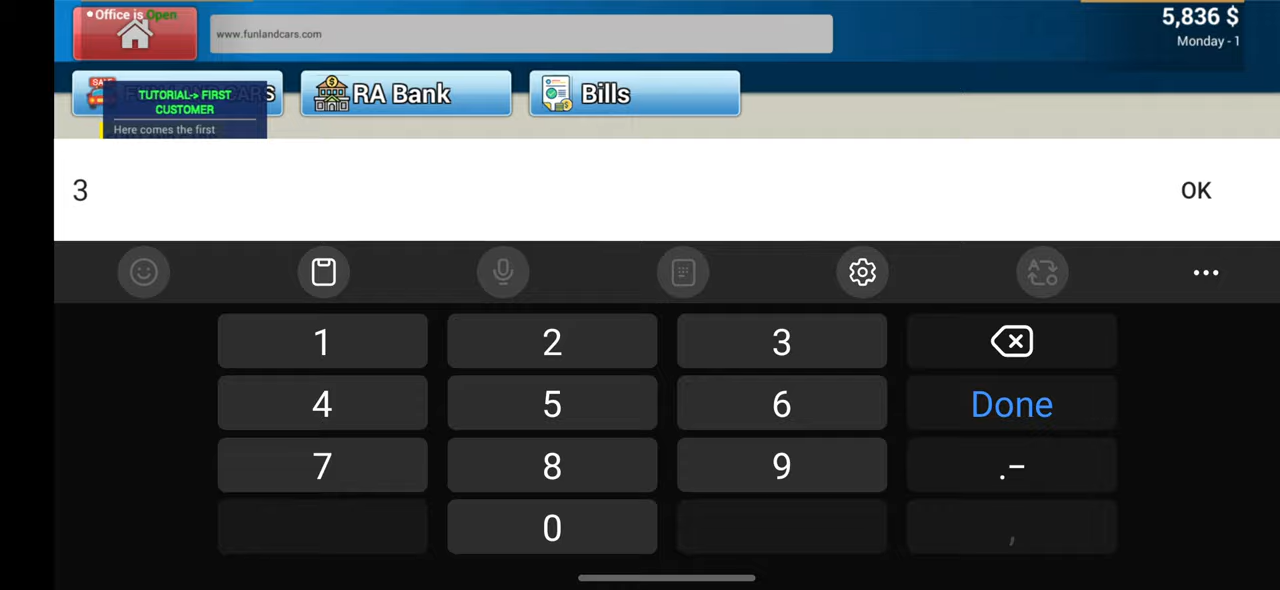 Office is Open
www.funlandcars.com
5,836 $
Monday - 1
SALE
S
RA Bank
Bills
TUTORIAL-> FIRST
CUSTOMER
Here comes the first
3
OK
1
2
3
4
5
6
Done
7
8
9
.-
0
,